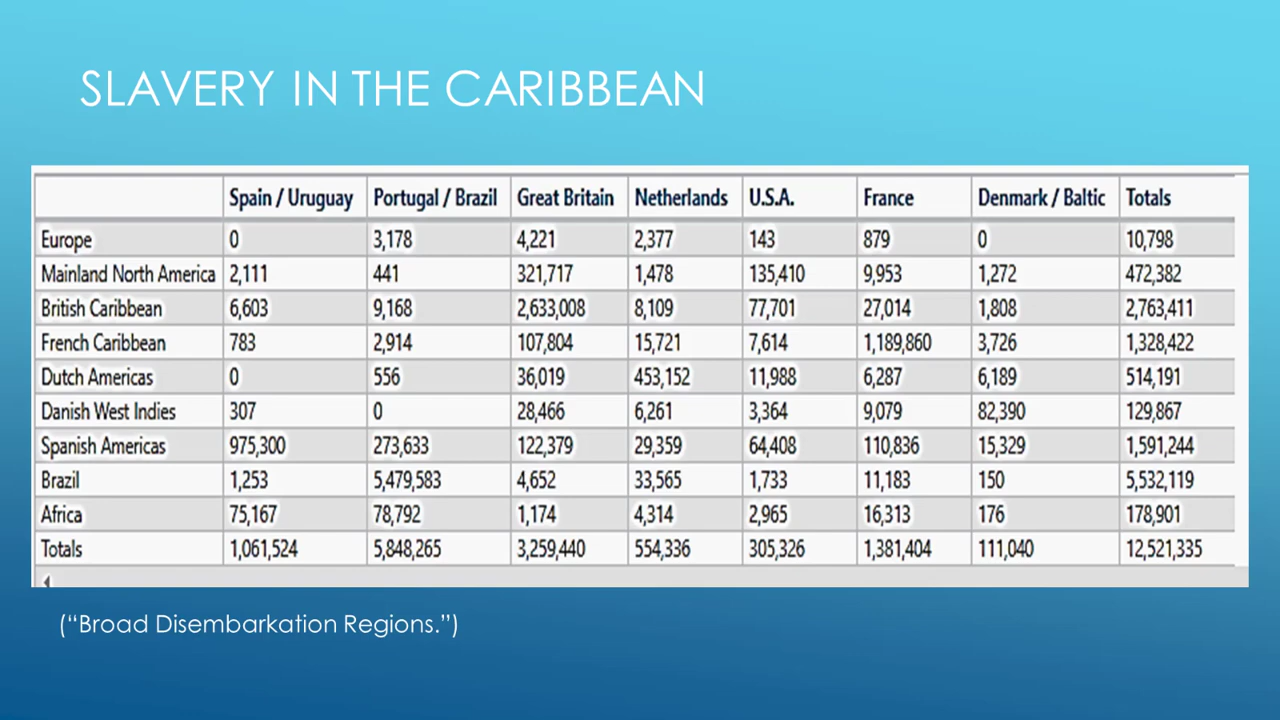 SLAVERY IN THE CARIBBEAN
Spain / Uruguay Portugal / Brazil Great Britain Netherlands U.S.A. France Denmark / Baltic Totals
Europe 0 3,178 4,221 2,377 143 879 0 10,798
Mainland North America 2,111 441 321,717 1,478 135,410 9,953 1,272 472,382
British Caribbean 6,603 9,168 2,633,008 8,109 77,701 27,014 1,808 2,763,411
French Caribbean 783 2,914 107,804 15,721 7,614 1,189,860 3,726 1,328,422
Dutch Americas 0 556 36,019 453,152 11,988 6,287 6,189 514,191
Danish West Indies 307 0 28,466 6,261 3,364 9,079 82,390 129,867
Spanish Americas 975,300 273,633 122,379 29,359 64,408 110,836 15,329 1,591,244
Brazil 1,253 5,479,583 4,652 33,565 1,733 11,183 150 5,532,119
Africa 75,167 78,792 1,174 4,314 2,965 16,313 176 178,901
Totals 1,061,524 5,848,265 3,259,440 554,336 305,326 1,381,404 111,040 12,521,335
(“Broad Disembarkation Regions.”)